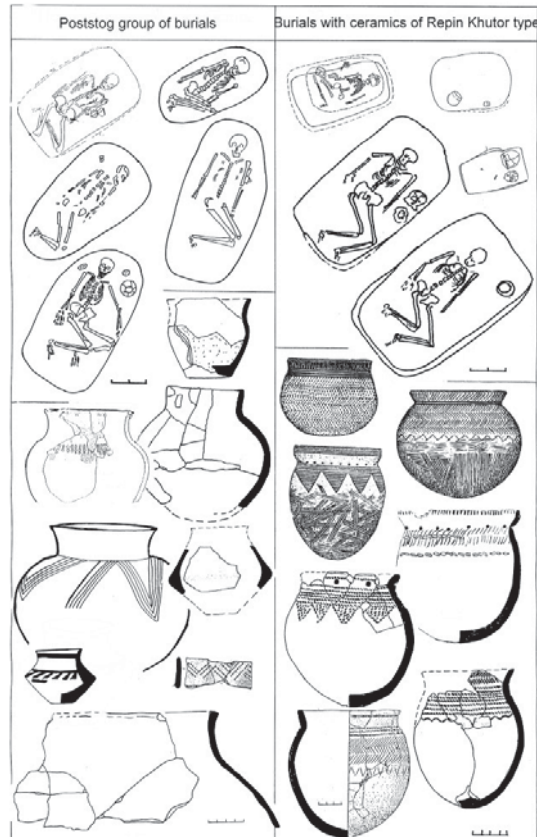 Poststog group of burials
Burials with ceramics of Repin Khutor type